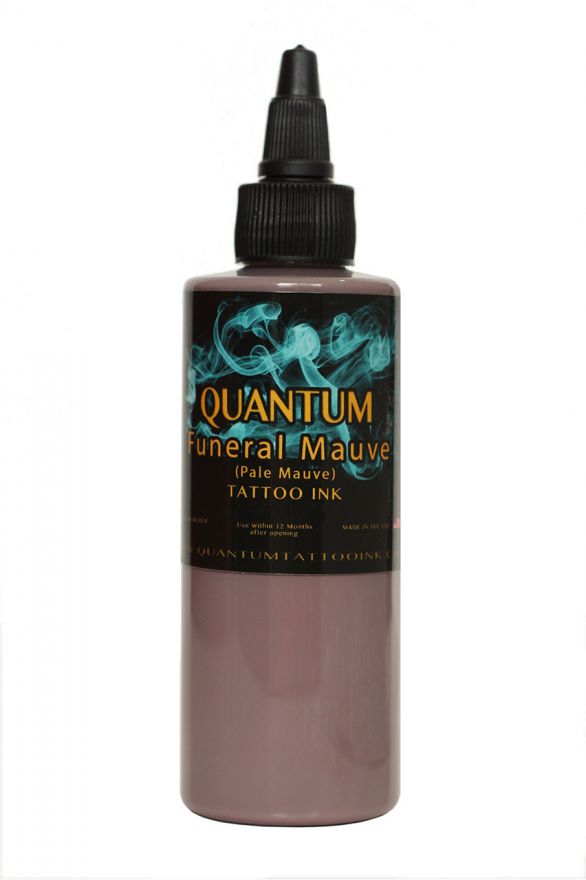 QUANTUM
Funeral Mauve
(Pale Mauve)
TATTOO INK
Use Within 12 Months
after opening
MADE IN THE USA
QUANTUMTATTOOINK.C